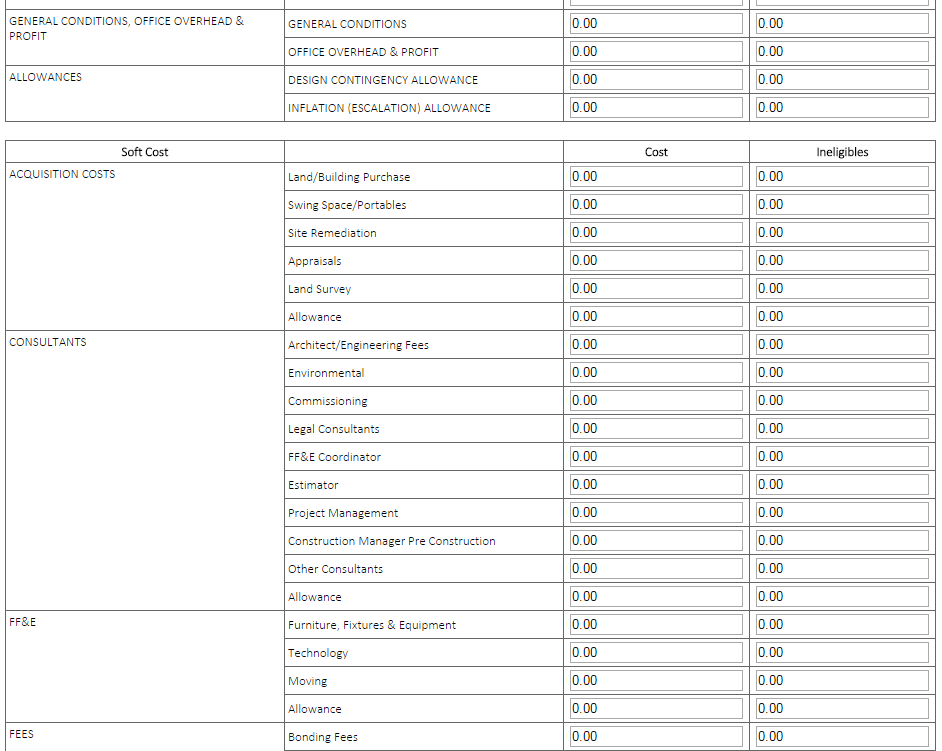 GENERAL CONDITIONS, OFFICE OVERHEAD &
PROFIT
GENERAL CONDITIONS 0.00 0.00
OFFICE OVERHEAD & PROFIT 0.00 0.00
ALLOWANCES
DESIGN CONTINGENCY ALLOWANCE 0.00 0.00
INFLATION (ESCALATION) ALLOWANCE 0.00 0.00
Soft Cost Cost Ineligibles
ACQUISITION COSTS
Land/Building Purchase 0.00 0.00
Swing Space/Portables 0.00 0.00
Site Remediation 0.00 0.00
Appraisals 0.00 0.00
Land Survey 0.00 0.00
Allowance 0.00 0.00
CONSULTANTS
Architect/Engineering Fees 0.00 0.00
Environmental 0.00 0.00
Commissioning 0.00 0.00
Legal Consultants 0.00 0.00
FF&E Coordinator 0.00 0.00
Estimator 0.00 0.00
Project Management 0.00 0.00
Construction Manager Pre Construction 0.00 0.00
Other Consultants 0.00 0.00
Allowance 0.00 0.00
FF&E
Furniture, Fixtures & Equipment 0.00 0.00
Technology 0.00 0.00
Moving 0.00 0.00
Allowance 0.00 0.00
FEES
Bonding Fees 0.00 0.00